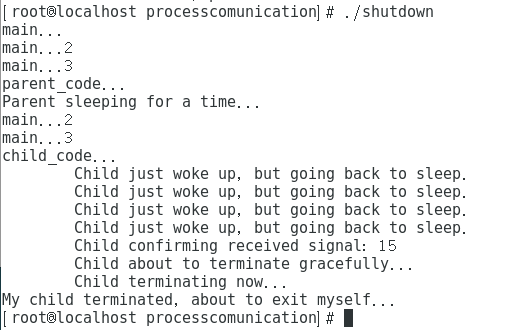 [root@localhost processcomunication]# ./shutdown
main...
main...2
main...3
parent_code...
Parent sleeping for a time...
main...2
main...3
child_code...
Child just woke up, but going back to sleep.
Child just woke up, but going back to sleep.
Child just woke up, but going back to sleep.
Child just woke up, but going back to sleep.
Child confirming received signal: 15
Child about to terminate gracefully...
Child terminating now...
My child terminated, about to exit myself...
[root@localhost processcomunication]#